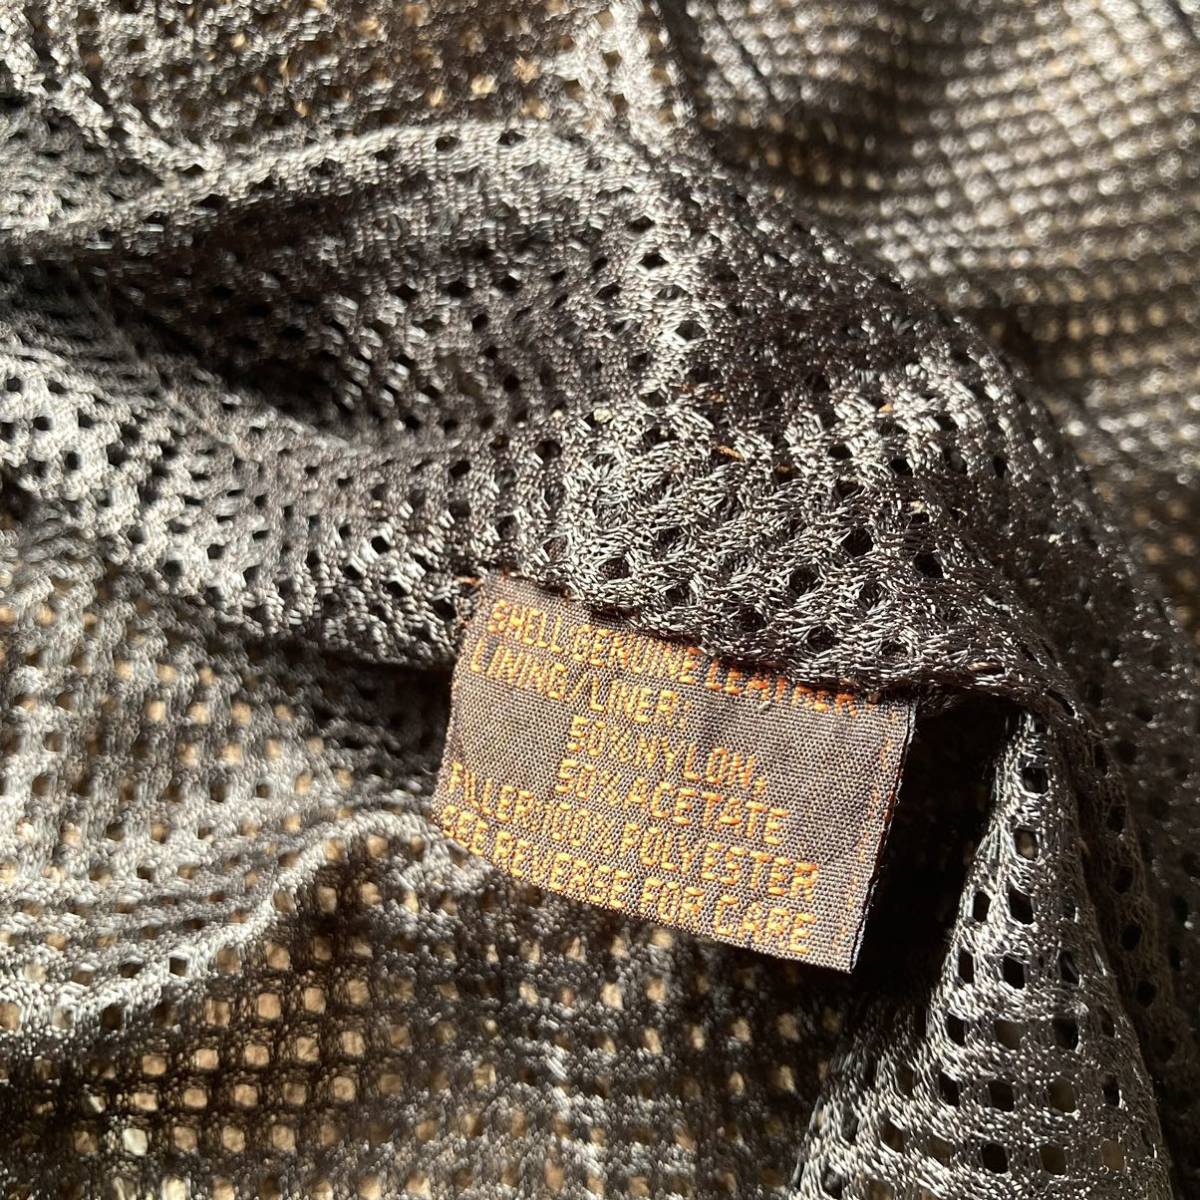 SHELL GENUINE LEATHER
LINING/LINER:
50%NYLON,
50%ACETATE
FILLER:100%POLYESTER
SEE REVERSE FOR CARE